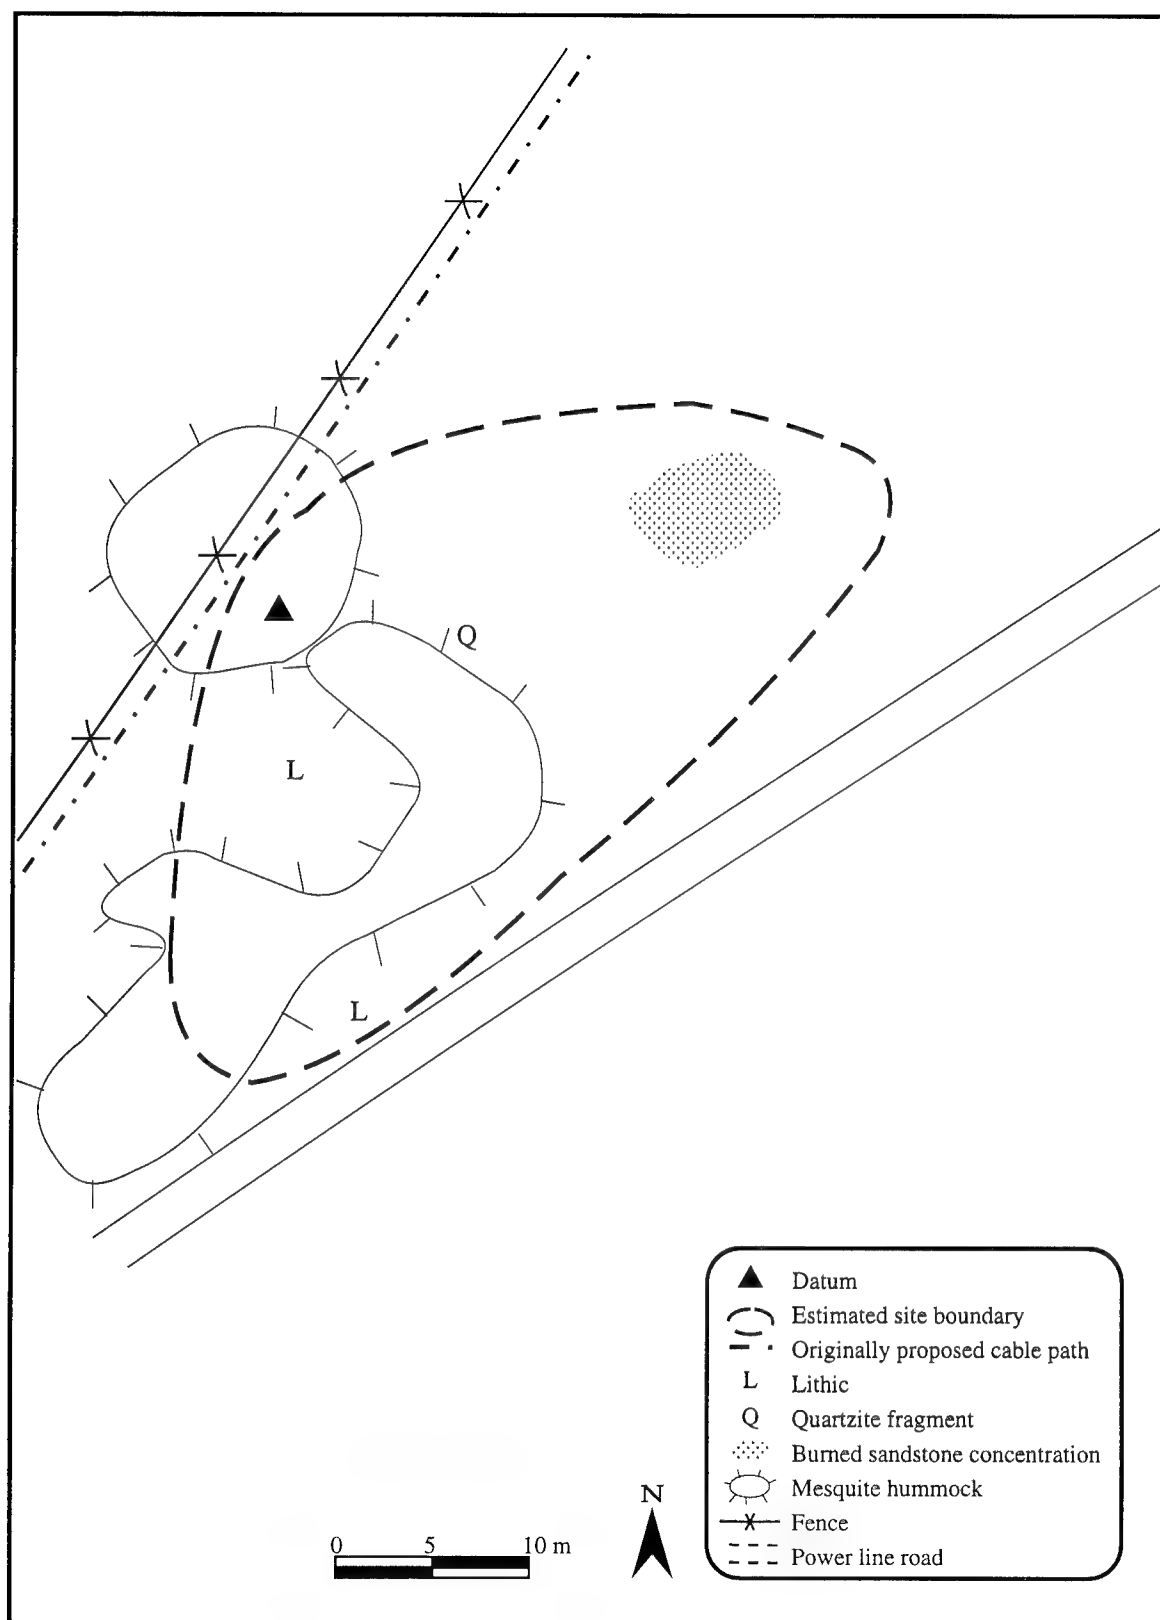 Q
L
L
Datum
Estimated site boundary
Originally proposed cable path
L Lithic
Q Quartzite fragment
Burned sandstone concentration
Mesquite hummock
Fence
Power line road
N
0 5 10 m